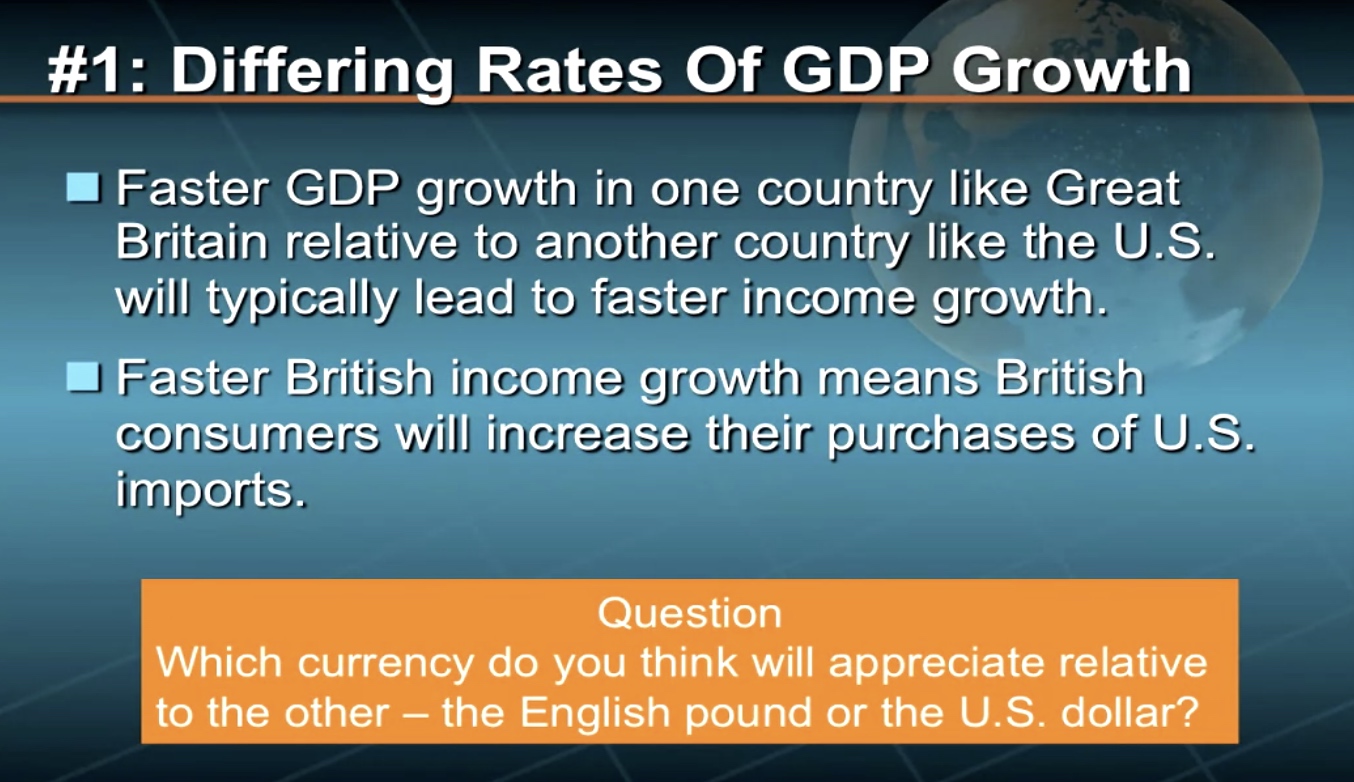 #1: Differing Rates Of GDP Growth
Faster GDP growth in one country like Great
Britain relative to another country like the U.S.
will typically lead to faster income growth.
Faster British income growth means British
consumers will increase their purchases of U.S.
imports.
Question
Which currency do you think will appreciate relative
to the other – the English pound or the U.S. dollar?